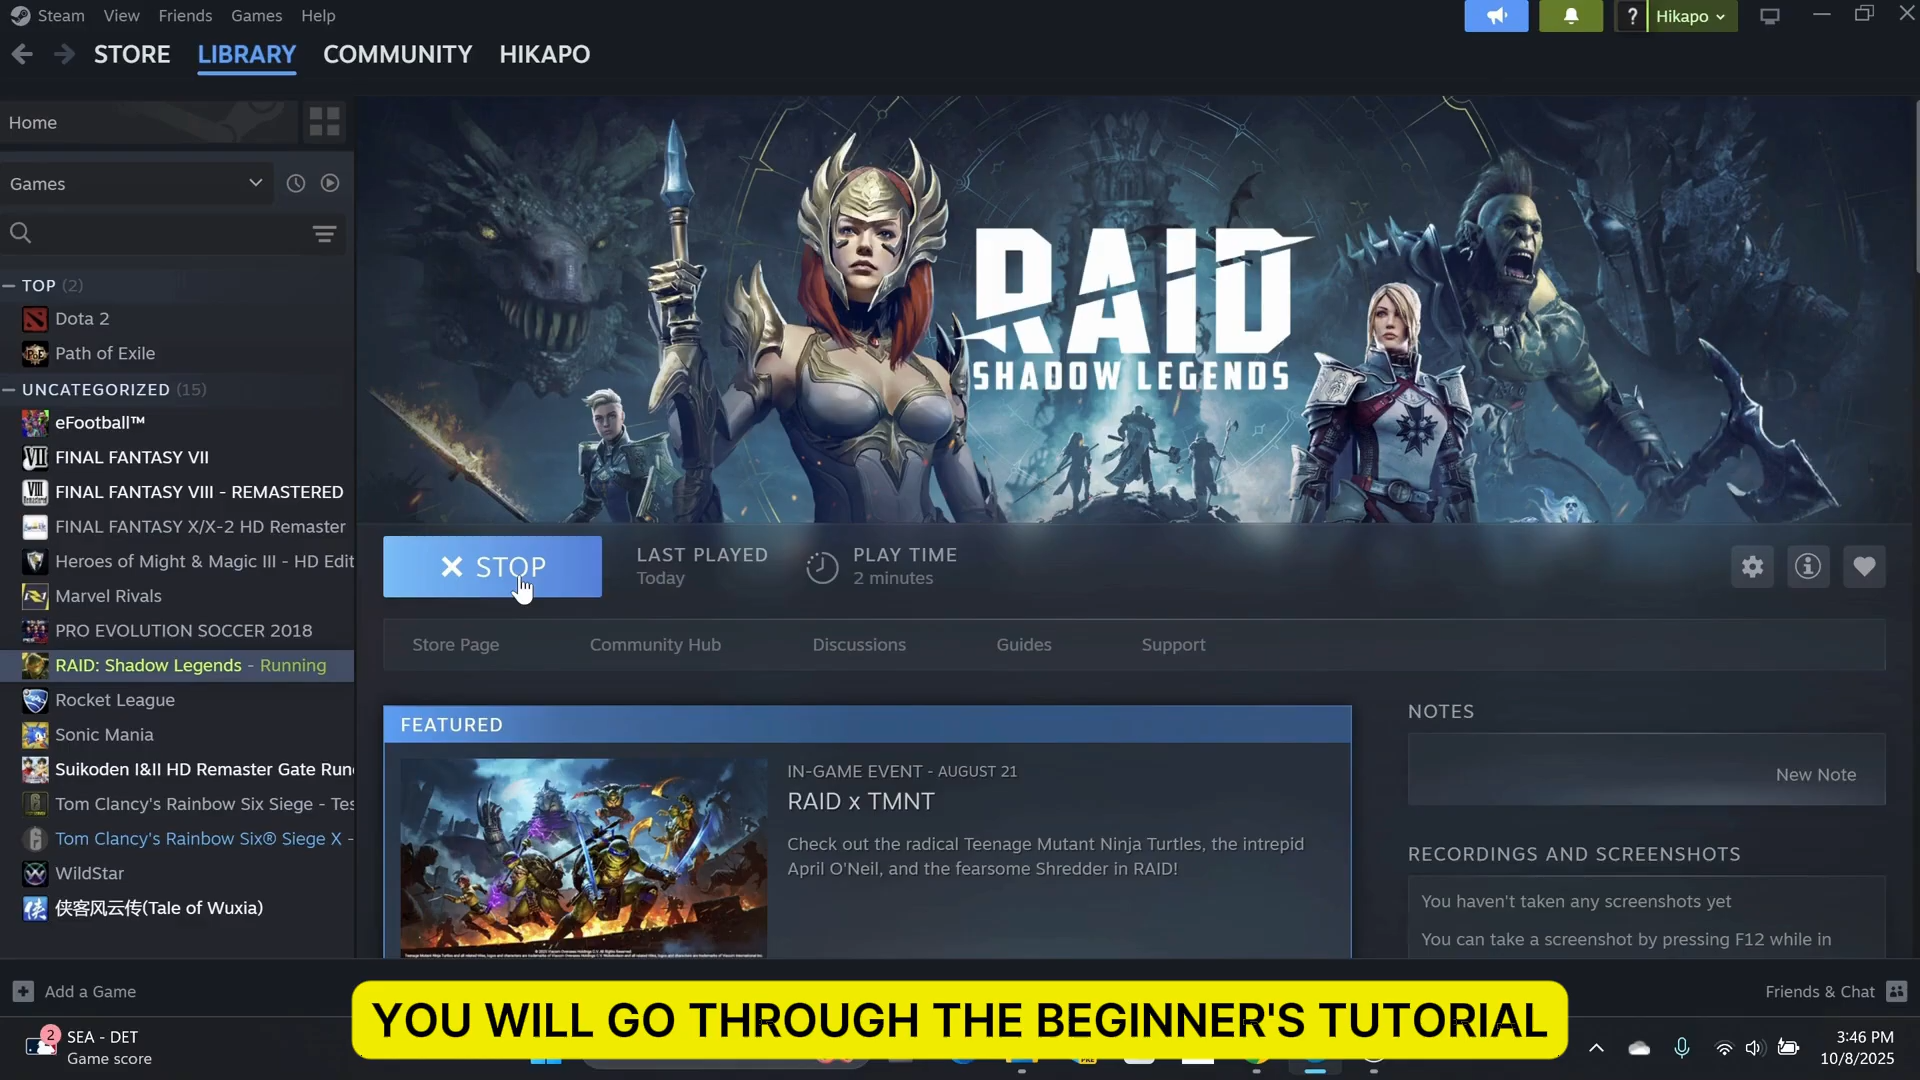 Steam View Friends Games Help
? Hikapo
STORE LIBRARY COMMUNITY HIKAPO
Home
Games
TOP (2)
Dota 2
Path of Exile
UNCATEGORIZED (15)
eFootball™
FINAL FANTASY VII
FINAL FANTASY VIII - REMASTERED
FINAL FANTASY X/X-2 HD Remaster
Heroes of Might & Magic III - HD Edit
Marvel Rivals
PRO EVOLUTION SOCCER 2018
RAID: Shadow Legends - Running
Rocket League
Sonic Mania
Suikoden I&II HD Remaster Gate Rune
Tom Clancy's Rainbow Six Siege - Tes
Tom Clancy's Rainbow Six® Siege X -
WildStar
侠客风云传(Tale of Wuxia)
Add a Game
RAID
SHADOW LEGENDS
STOP
LAST PLAYED
Today
PLAY TIME
2 minutes
Store Page Community Hub Discussions Guides Support
FEATURED
IN-GAME EVENT - AUGUST 21
RAID x TMNT
Check out the radical Teenage Mutant Ninja Turtles, the intrepid
April O'Neil, and the fearsome Shredder in RAID!
NOTES
New Note
RECORDINGS AND SCREENSHOTS
You haven't taken any screenshots yet
You can take a screenshot by pressing F12 while in
Friends & Chat
YOU WILL GO THROUGH THE BEGINNER'S TUTORIAL
2
SEA - DET
Game score
3:46 PM
10/8/2025